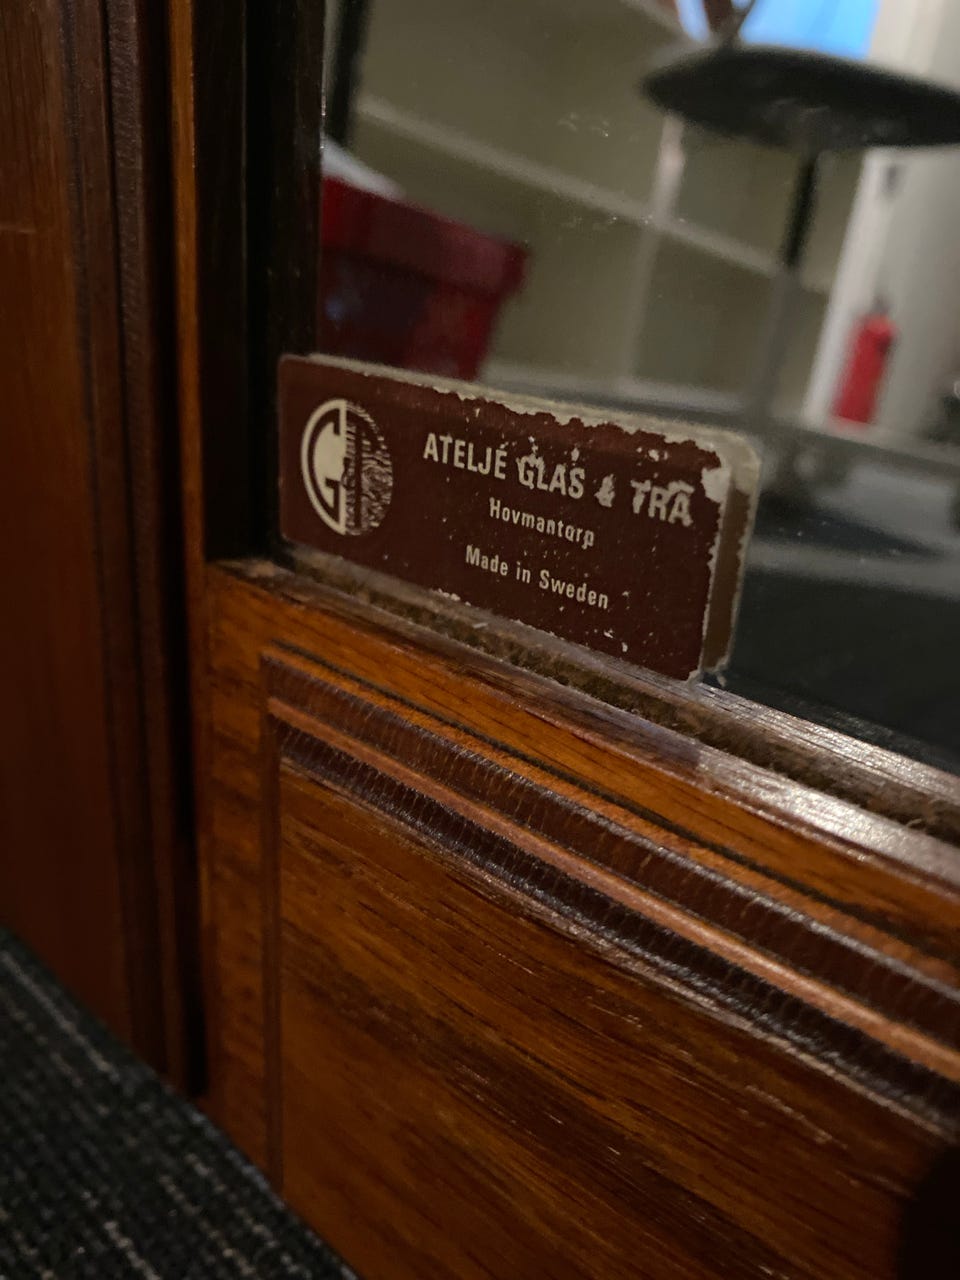 ATELJÉ GLAS & TRÄ
Hovmantorp
Made in Sweden